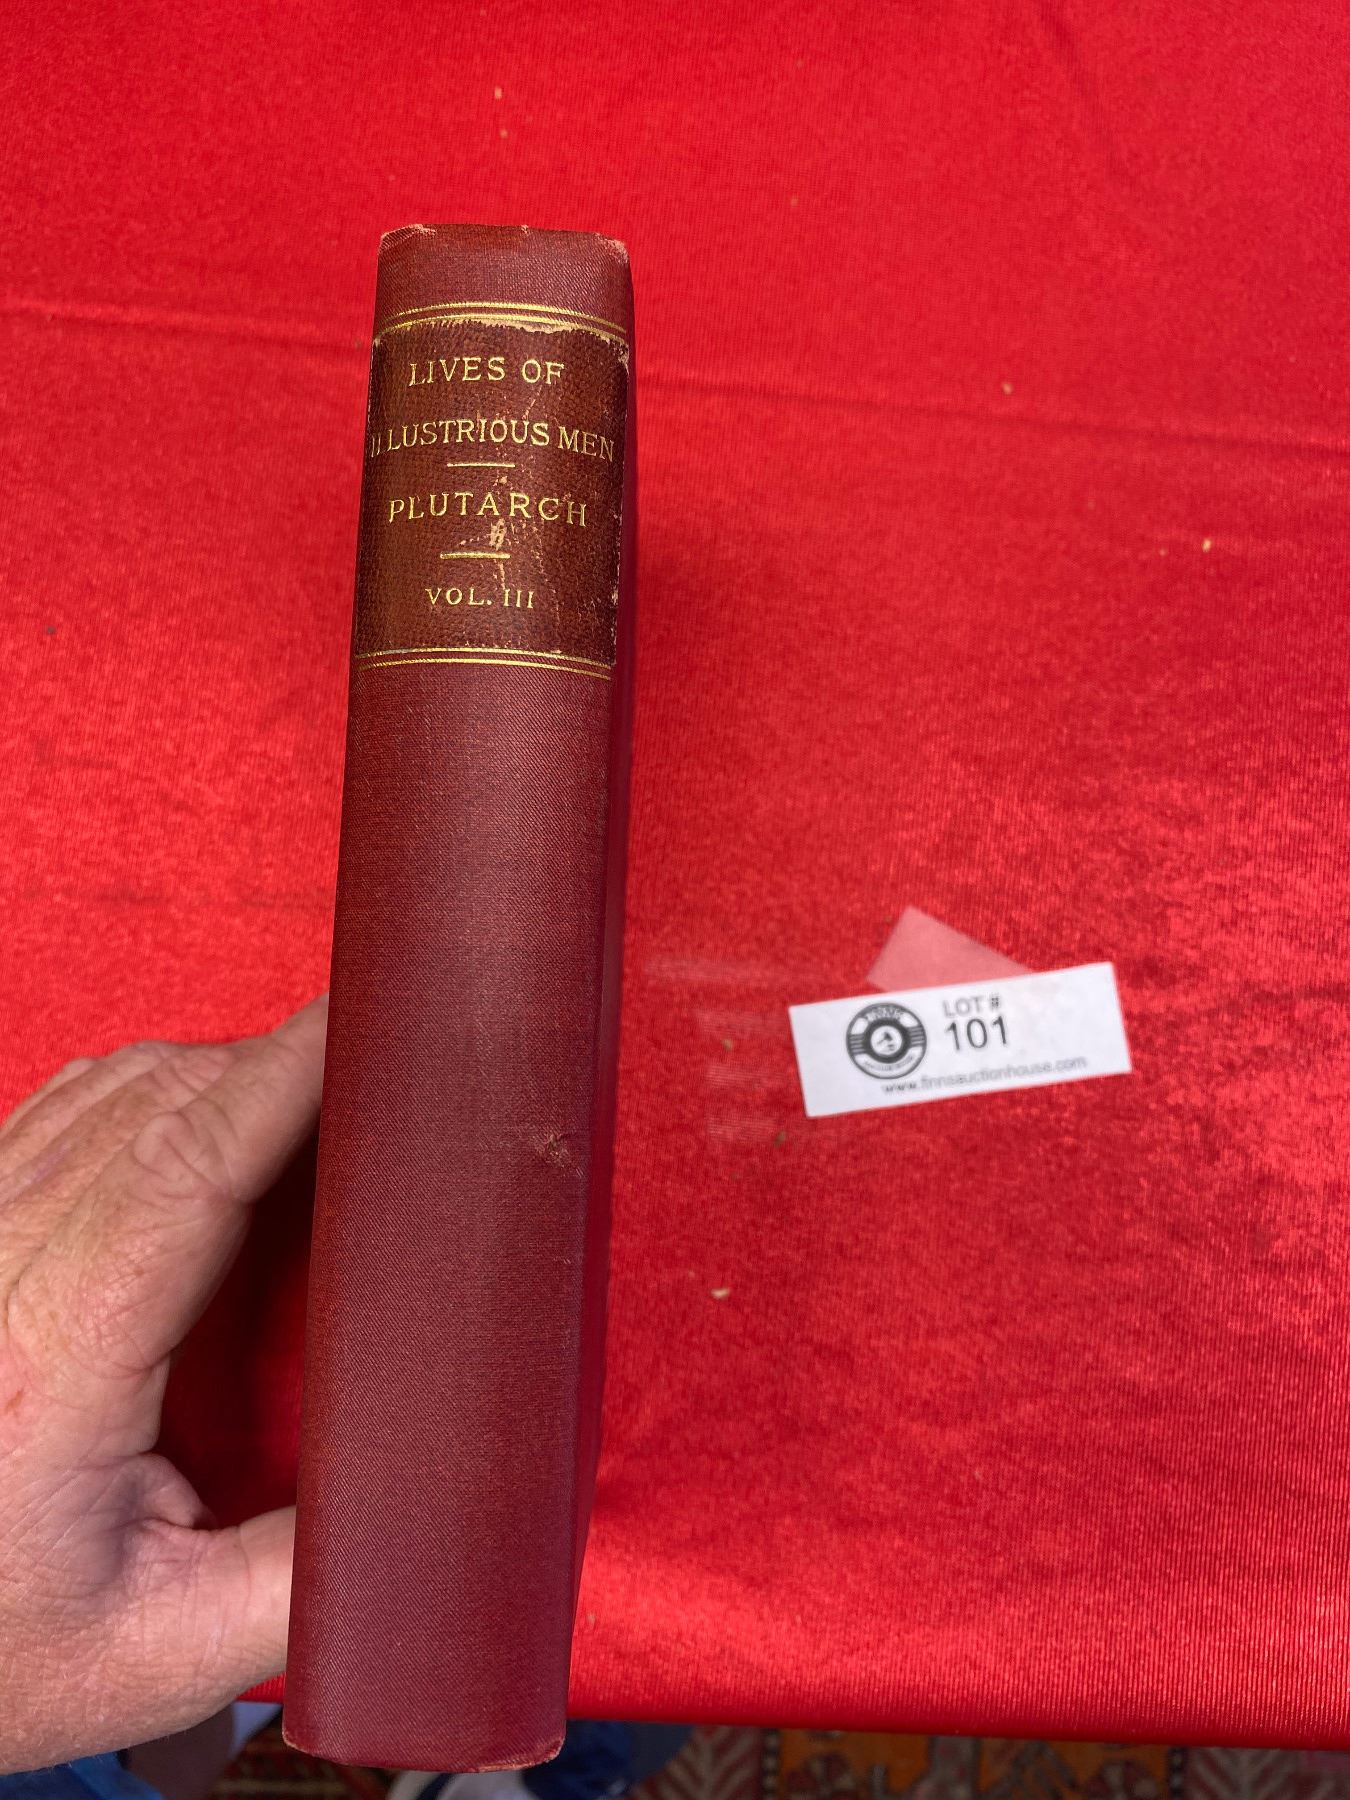 LIVES OF
ILLUSTRIOUS MEN
PLUTARCH
VOL. III
LOT #
101
www.finnsauctionhouse.com